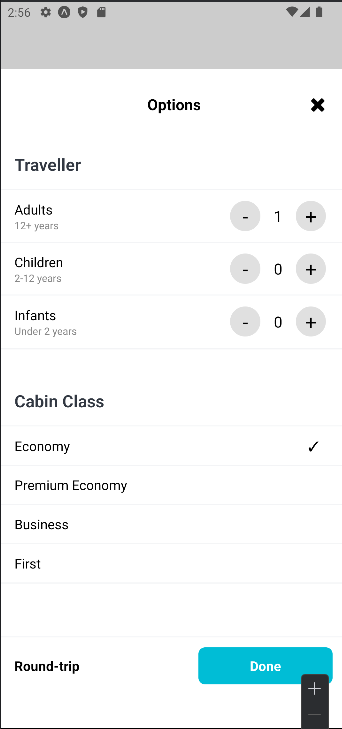 2:56
Options
Traveller
Adults
12+ years
- 1 +
Children
2-12 years
- 0 +
Infants
Under 2 years
- 0 +
Cabin Class
Economy
Premium Economy
Business
First
Round-trip
Done